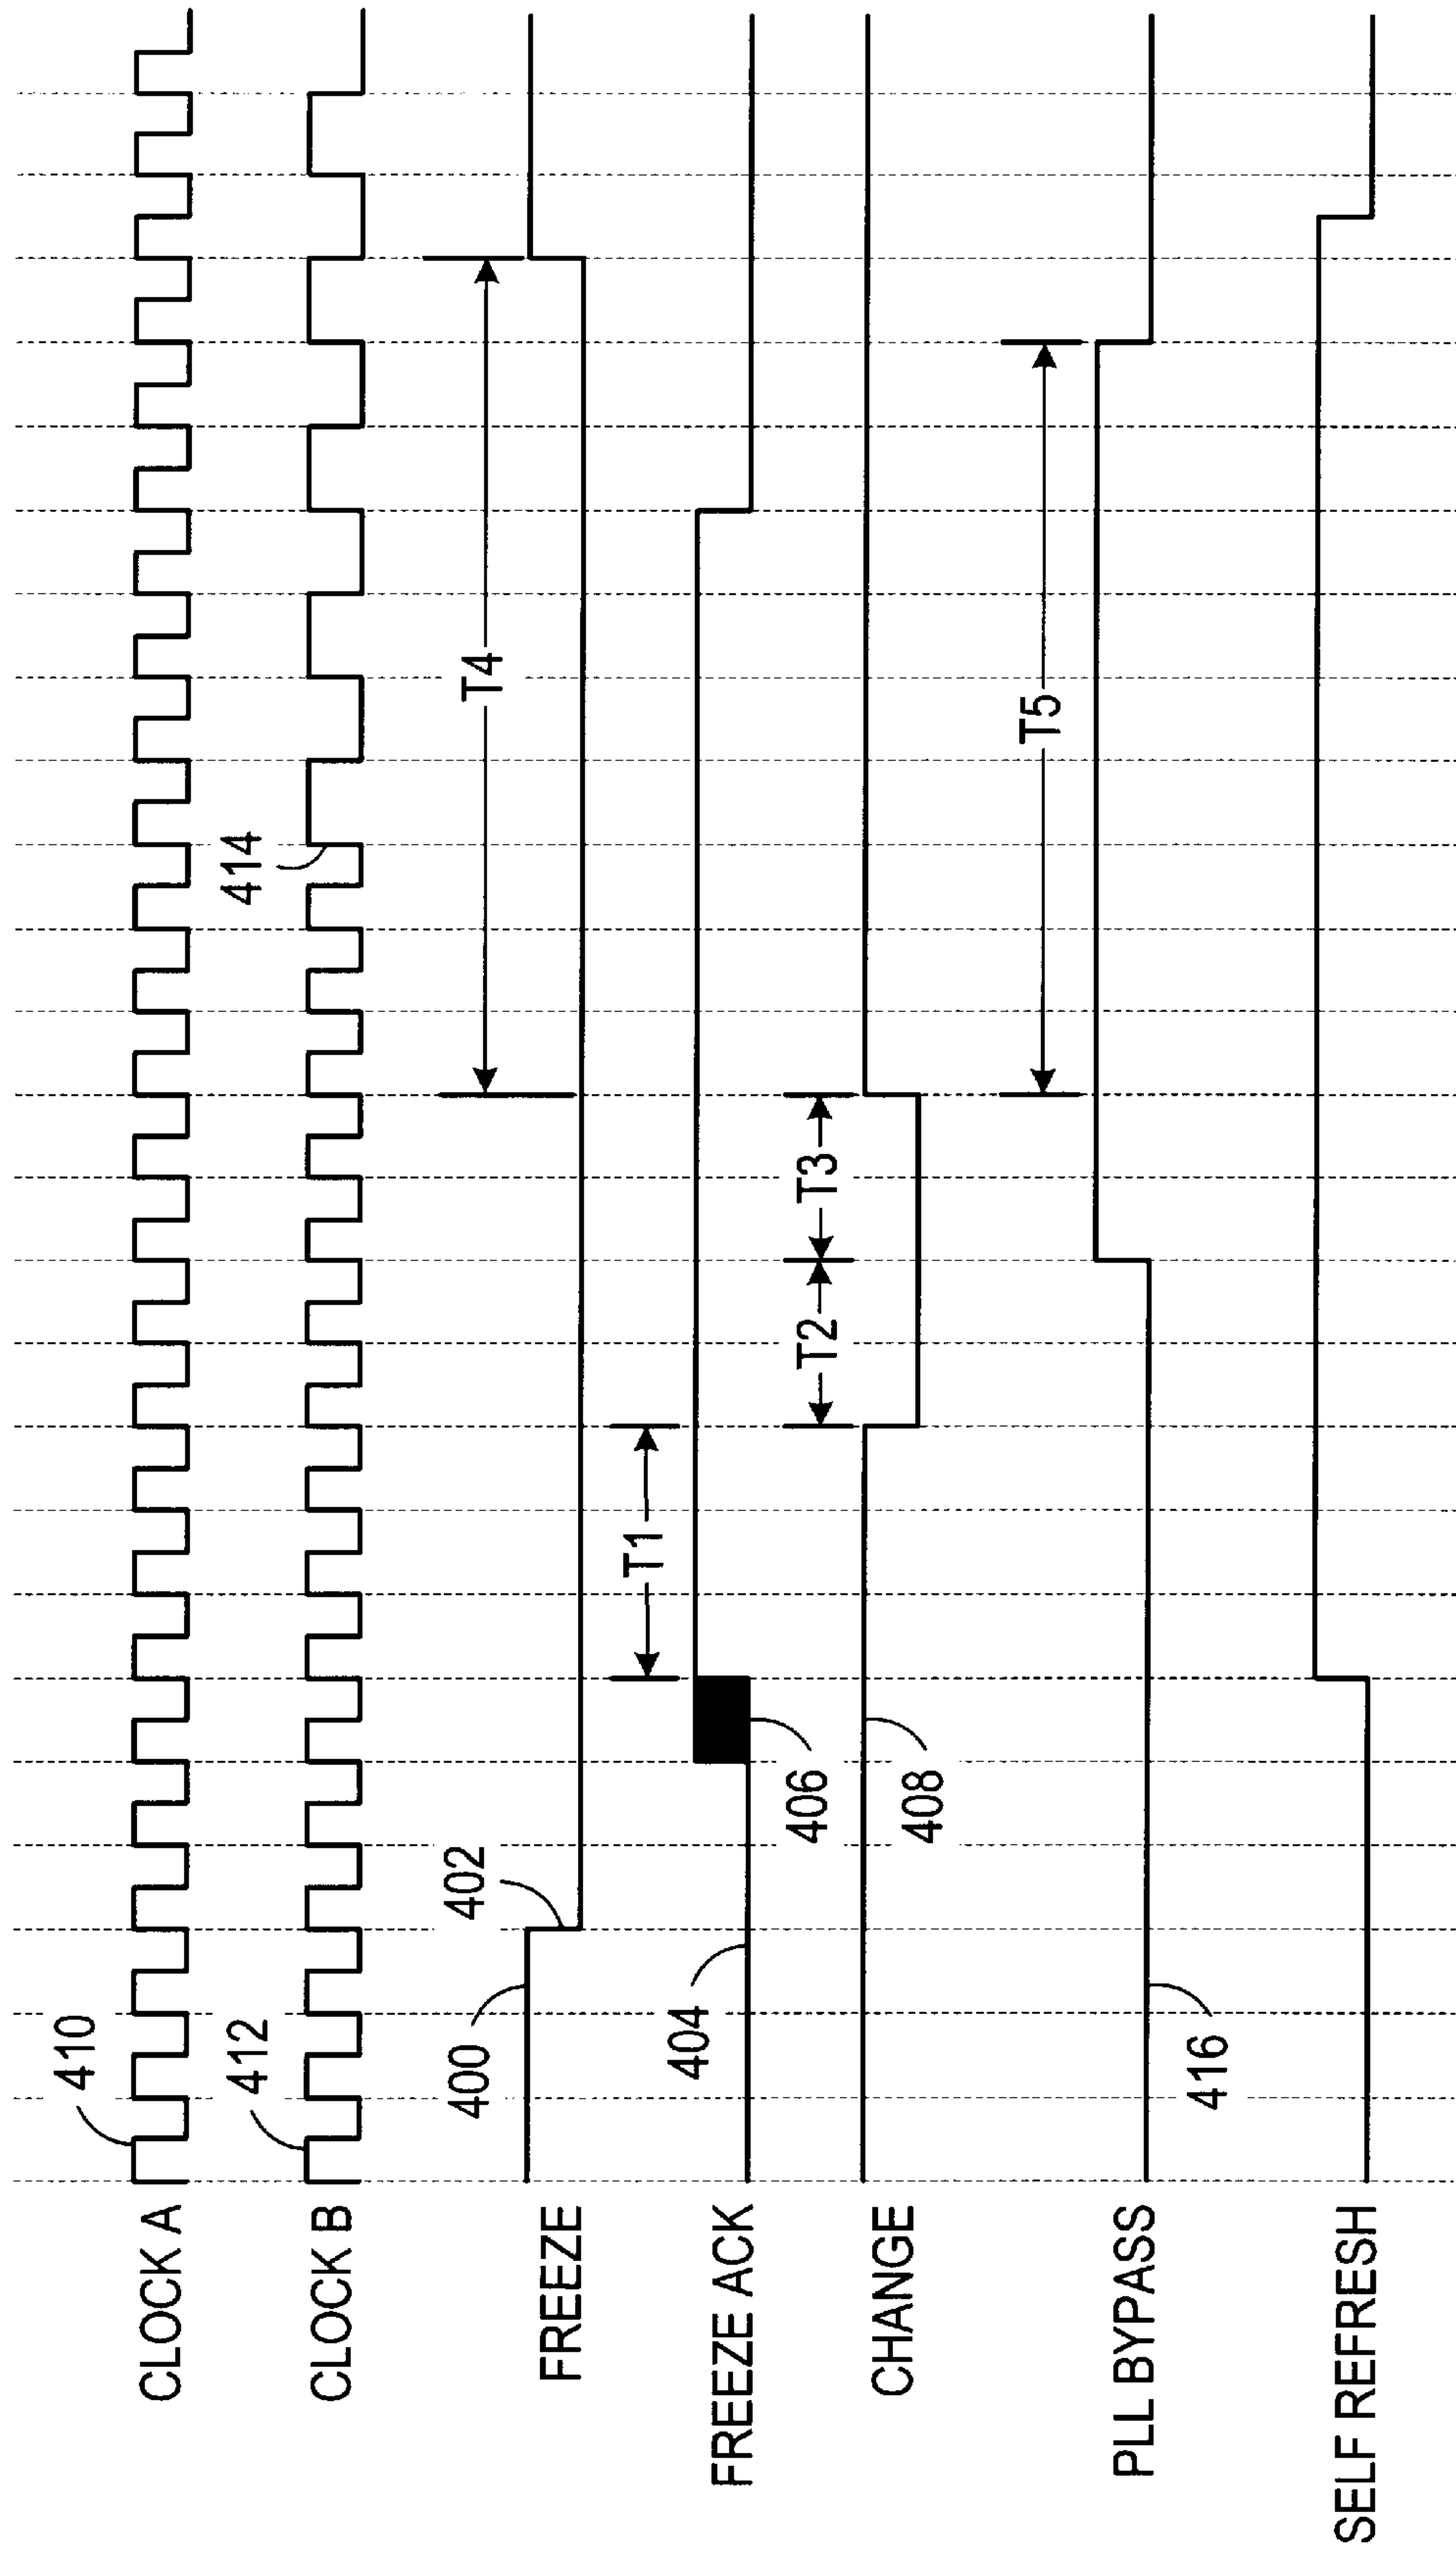 CLOCK A
410
CLOCK B
412
414
FREEZE
400
402
T4
FREEZE ACK
404
406
T1
CHANGE
408
T2
T3
PLL BYPASS
416
T5
SELF REFRESH